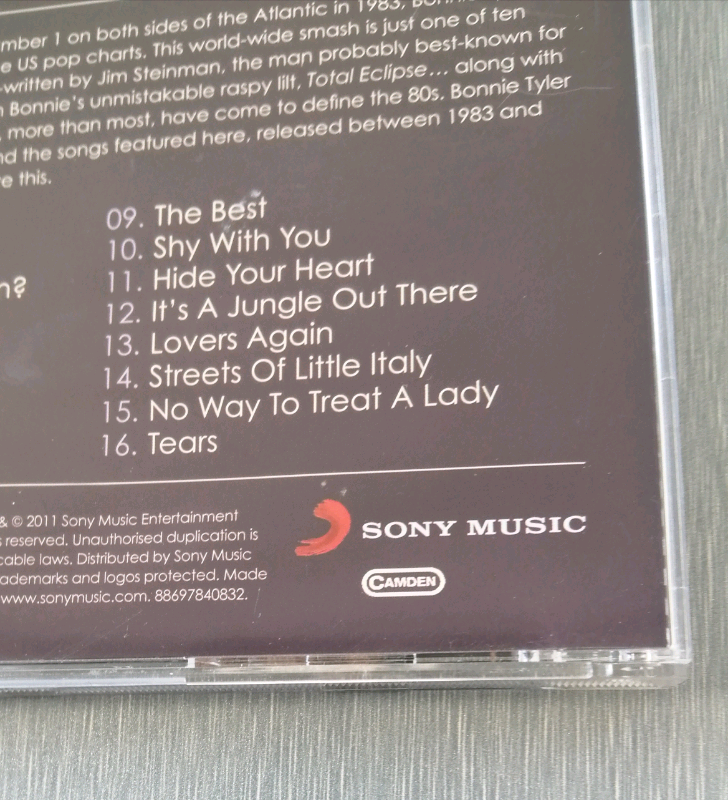 mber 1 on both sides of the Atlantic in 1983,
e US pop charts. This world-wide smash is just one of ten
-written by Jim Steinman, the man probably best-known for
Bonnie's unmistakable raspy lilt, Total Eclipse... along with
more than most, have come to define the 80s. Bonnie Tyler
nd the songs featured here, released between 1983 and
e this.
n?
09. The Best
10. Shy With You
11. Hide Your Heart
12. It's A Jungle Out There
13. Lovers Again
14. Streets Of Little Italy
15. No Way To Treat A Lady
16. Tears
& © 2011 Sony Music Entertainment
s reserved. Unauthorised duplication is
cable laws. Distributed by Sony Music
ademarks and logos protected. Made
www.sonymusic.com. 88697840832.
SONY MUSIC
CAMDEN